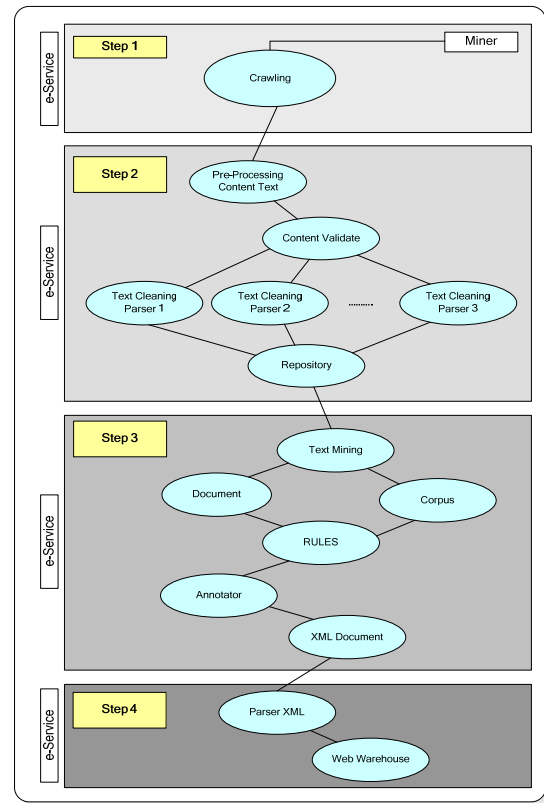 e-Service
Step 1
Miner
Crawling
e-Service
Step 2
Pre-Processing
Content Text
Content Validate
Text Cleaning
Parser 1
Text Cleaning
Parser 2
..........
Text Cleaning
Parser 3
Repository
e-Service
Step 3
Text Mining
Document
Corpus
RULES
Annotator
XML Document
e-Service
Step 4
Parser XML
Web Warehouse